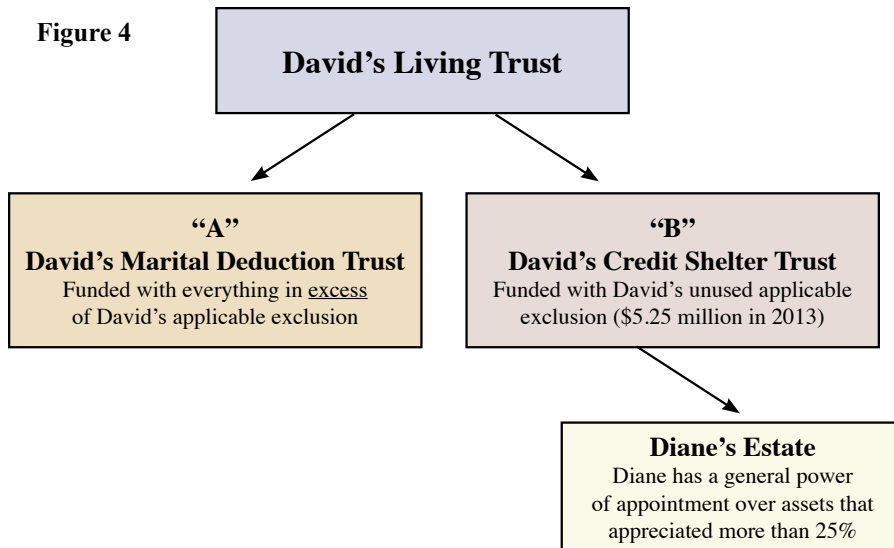 Figure 4
David’s Living Trust
“A”
David’s Marital Deduction Trust
Funded with everything in excess
of David’s applicable exclusion
“B”
David’s Credit Shelter Trust
Funded with David’s unused applicable
exclusion ($5.25 million in 2013)
Diane’s Estate
Diane has a general power
of appointment over assets that
appreciated more than 25%